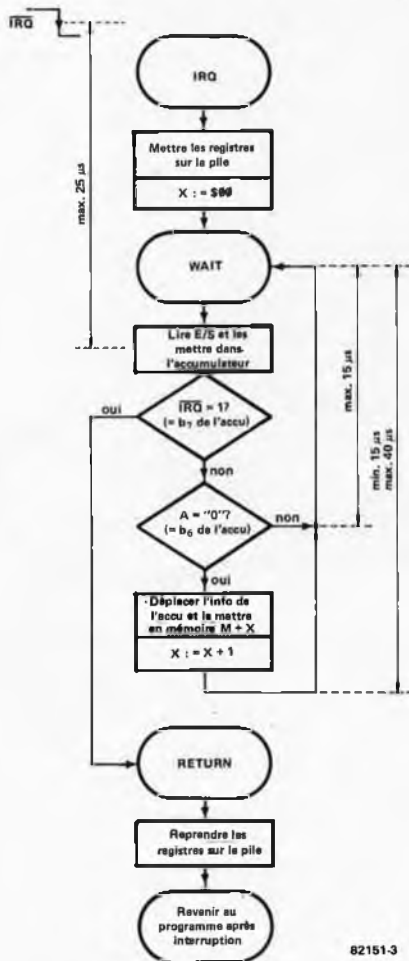 IRQ
max. 25 µs
IRQ
Mettre les registres
sur la pile
X : = $00
WAIT
Lire E/S et les
mettre dans
l'accumulateur
oui
IRQ = 1?
(= b7 de l'accu)
non
A = "0"?
(= b6 de l'accu)
non
oui
Déplacer l'info de
l'accu et la mettre
en mémoire M + X
X : = X + 1
max. 15 µs
min. 15 µs
max. 40 µs
RETURN
Reprendre les
registres sur la pile
Revenir au
programme après
interruption
82151-3